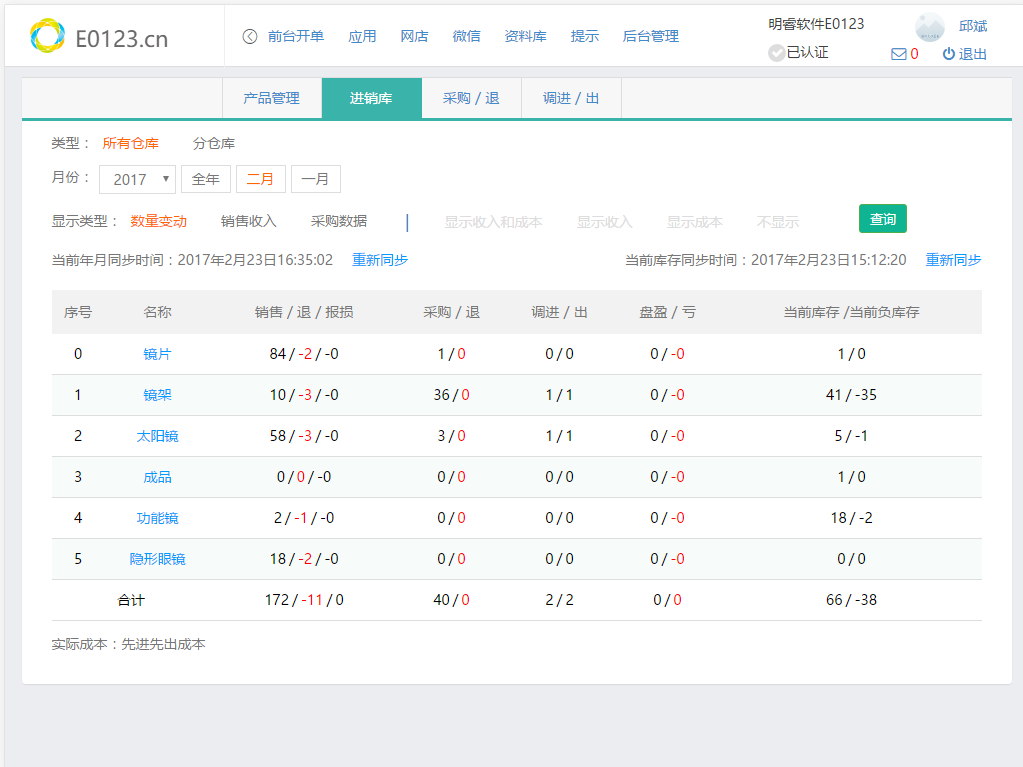 E0123.cn 前台开单 应用 网店 微信 资料库 提示 后台管理 明睿软件E0123 邱斌
已认证 0 退出
产品管理 进销库 采购 / 退 调进 / 出
类型： 所有仓库 分仓库
月份： 2017 全年 二月 一月
显示类型： 数量变动 销售收入 采购数据 | 显示收入和成本 显示收入 显示成本 不显示 查询
当前年月同步时间：2017年2月23日16:35:02 重新同步 当前库存同步时间：2017年2月23日15:12:20 重新同步
序号 名称 销售 / 退 / 报损 采购 / 退 调进 / 出 盘盈 / 亏 当前库存 /当前负库存
0 镜片 84 / -2 / -0 1 / 0 0 / 0 0 / -0 1 / 0
1 镜架 10 / -3 / -0 36 / 0 1 / 1 0 / -0 41 / -35
2 太阳镜 58 / -3 / -0 3 / 0 1 / 1 0 / -0 5 / -1
3 成品 0 / 0 / -0 0 / 0 0 / 0 0 / -0 1 / 0
4 功能镜 2 / -1 / -0 0 / 0 0 / 0 0 / -0 18 / -2
5 隐形眼镜 18 / -2 / -0 0 / 0 0 / 0 0 / -0 0 / 0
合计 172 / -11 / 0 40 / 0 2 / 2 0 / 0 66 / -38
实际成本：先进先出成本